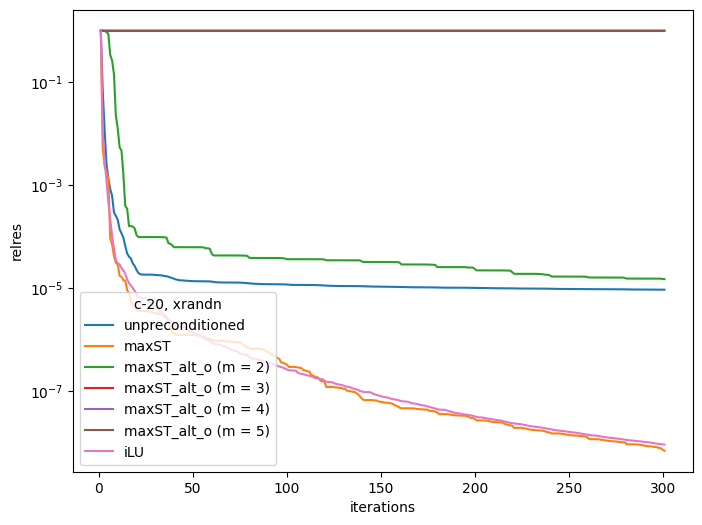 10⁻¹
10⁻³
10⁻⁵
10⁻⁷
relres
c-20, xrandn
unpreconditioned
maxST
maxST_alt_o (m = 2)
maxST_alt_o (m = 3)
maxST_alt_o (m = 4)
maxST_alt_o (m = 5)
iLU
0 50 100 150 200 250 300
iterations